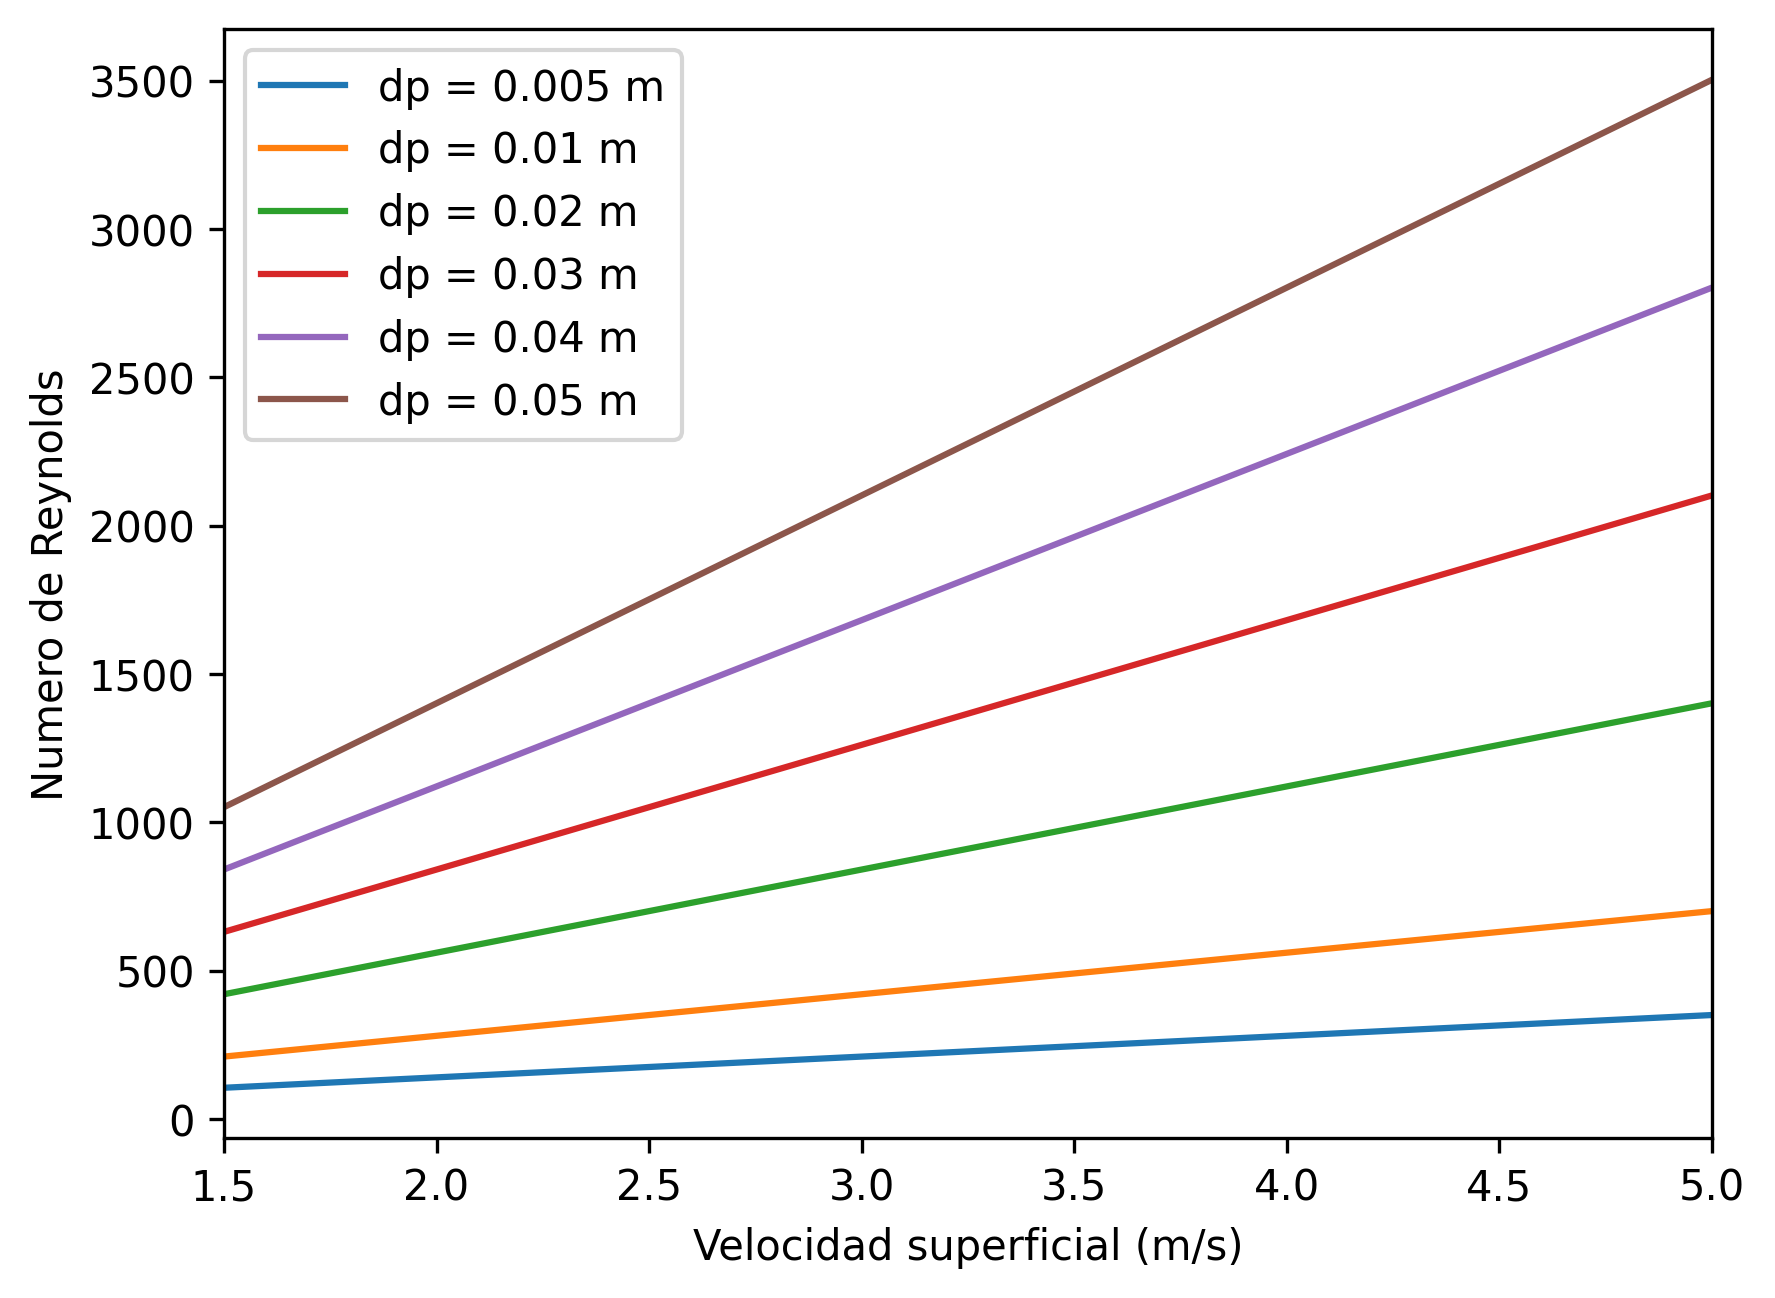 dp = 0.005 m
dp = 0.01 m
dp = 0.02 m
dp = 0.03 m
dp = 0.04 m
dp = 0.05 m
Numero de Reynolds
3500
3000
2500
2000
1500
1000
500
0
1.5 2.0 2.5 3.0 3.5 4.0 4.5 5.0
Velocidad superficial (m/s)